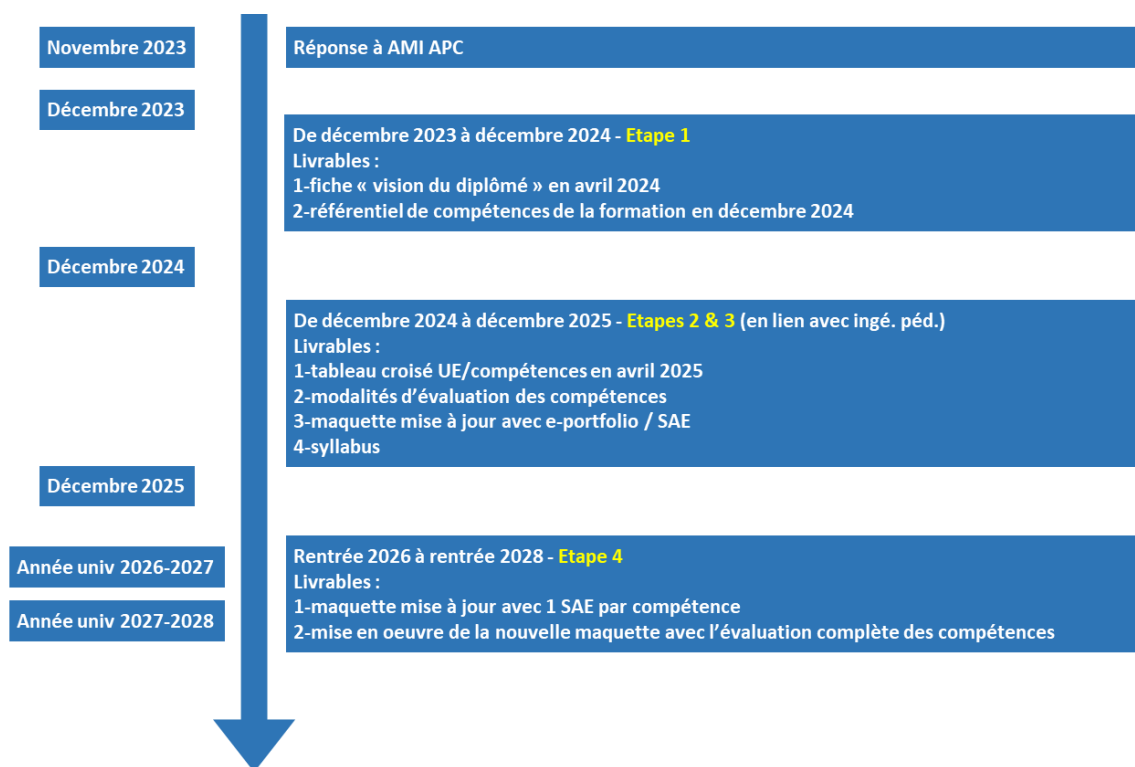 Novembre 2023
Réponse à AMI APC
Décembre 2023
De décembre 2023 à décembre 2024 - Etape 1
Livrables :
1-fiche « vision du diplômé » en avril 2024
2-référentiel de compétences de la formation en décembre 2024
Décembre 2024
De décembre 2024 à décembre 2025 - Etapes 2 & 3 (en lien avec ingé. péd.)
Livrables :
1-tableau croisé UE/compétences en avril 2025
2-modalités d’évaluation des compétences
3-maquette mise à jour avec e-portfolio / SAE
4-syllabus
Décembre 2025
Année univ 2026-2027
Année univ 2027-2028
Rentrée 2026 à rentrée 2028 - Etape 4
Livrables :
1-maquette mise à jour avec 1 SAE par compétence
2-mise en oeuvre de la nouvelle maquette avec l’évaluation complète des compétences